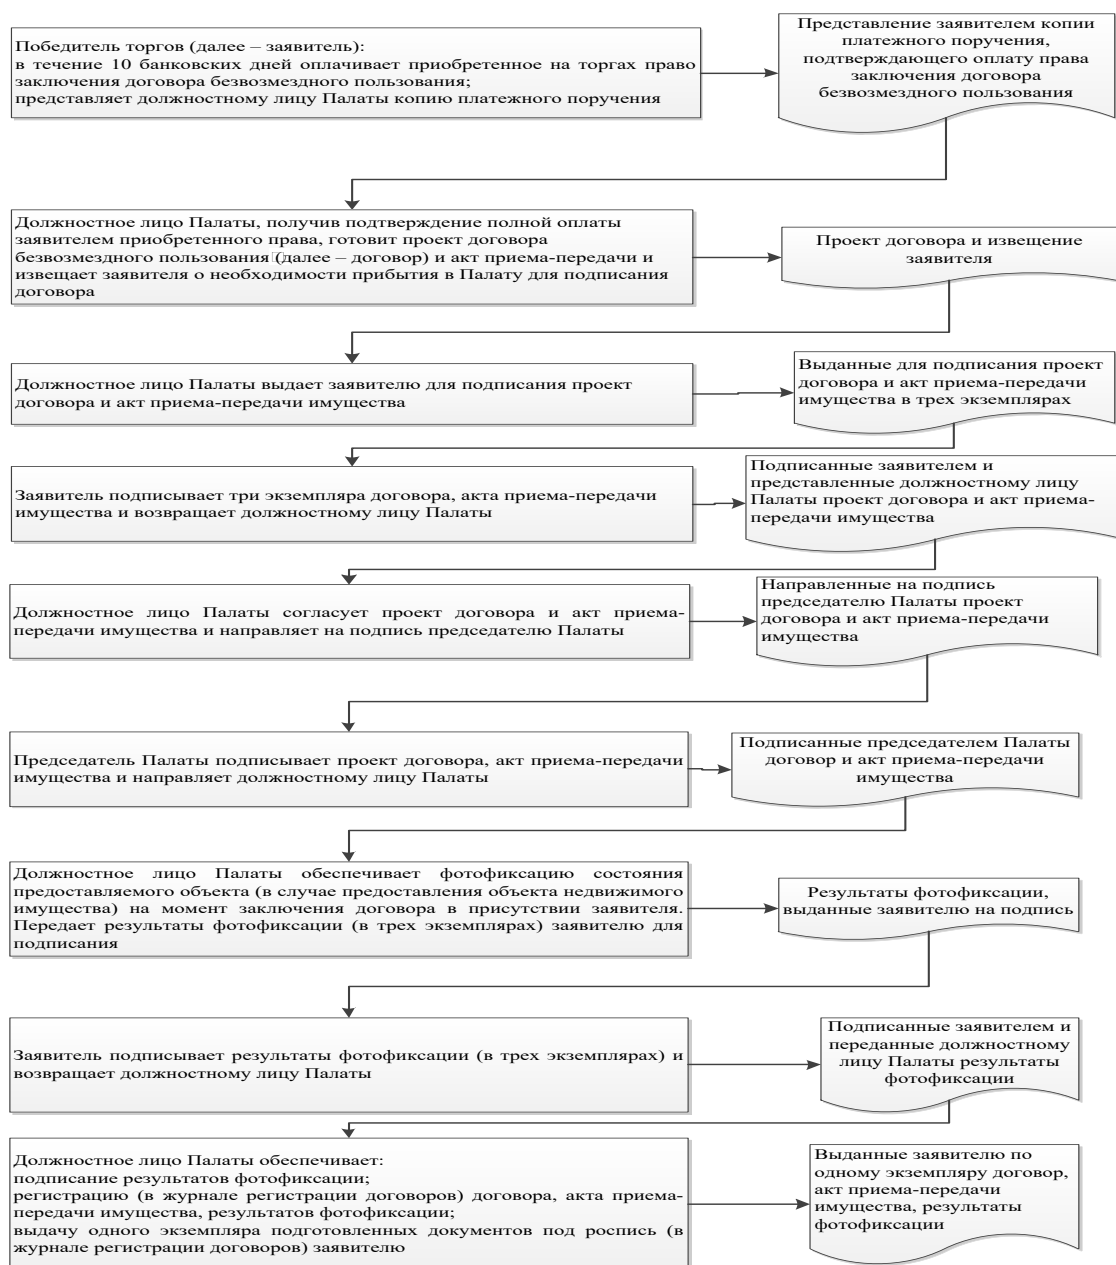 Победитель торгов (далее – заявитель):
в течение 10 банковских дней оплачивает приобретенное на торгах право
заключения договора безвозмездного пользования;
представляет должностному лицу Палаты копию платежного поручения
Представление заявителем копии
платежного поручения,
подтверждающего оплату права
заключения договора
безвозмездного пользования
Должностное лицо Палаты, получив подтверждение полной оплаты
заявителем приобретенного права, готовит проект договора
безвозмездного пользования (далее – договор) и акт приема-передачи и
извещает заявителя о необходимости прибытия в Палату для подписания
договора
Проект договора и извещение
заявителя
Должностное лицо Палаты выдает заявителю для подписания проект
договора и акт приема-передачи имущества
Выданные для подписания проект
договора и акт приема-передачи
имущества в трех экземплярах
Заявитель подписывает три экземпляра договора, акта приема-передачи
имущества и возвращает должностному лицу Палаты
Подписанные заявителем и
представленные должностному лицу
Палаты проект договора и акт приема-
передачи имущества
Должностное лицо Палаты согласует проект договора и акт приема-
передачи имущества и направляет на подпись председателю Палаты
Направленные на подпись
председателю Палаты проект
договора и акт приема-передачи
имущества
Председатель Палаты подписывает проект договора, акт приема-передачи
имущества и направляет должностному лицу Палаты
Подписанные председателем Палаты
договор и акт приема-передачи
имущества
Должностное лицо Палаты обеспечивает фотофиксацию состояния
предоставляемого объекта (в случае предоставления объекта недвижимого
имущества) на момент заключения договора в присутствии заявителя.
Передает результаты фотофиксации (в трех экземплярах) заявителю для
подписания
Результаты фотофиксации,
выданные заявителю на подпись
Заявитель подписывает результаты фотофиксации (в трех экземплярах) и
возвращает должностному лицу Палаты
Подписанные заявителем и
переданные должностному
лицу Палаты результаты
фотофиксации
Должностное лицо Палаты обеспечивает:
подписание результатов фотофиксации;
регистрацию (в журнале регистрации договоров) договора, акта приема-
передачи имущества, результатов фотофиксации;
выдачу одного экземпляра подготовленных документов под роспись (в
журнале регистрации договоров) заявителю
Выданные заявителю по
одному экземпляру договор,
акт приема-передачи
имущества, результаты
фотофиксации